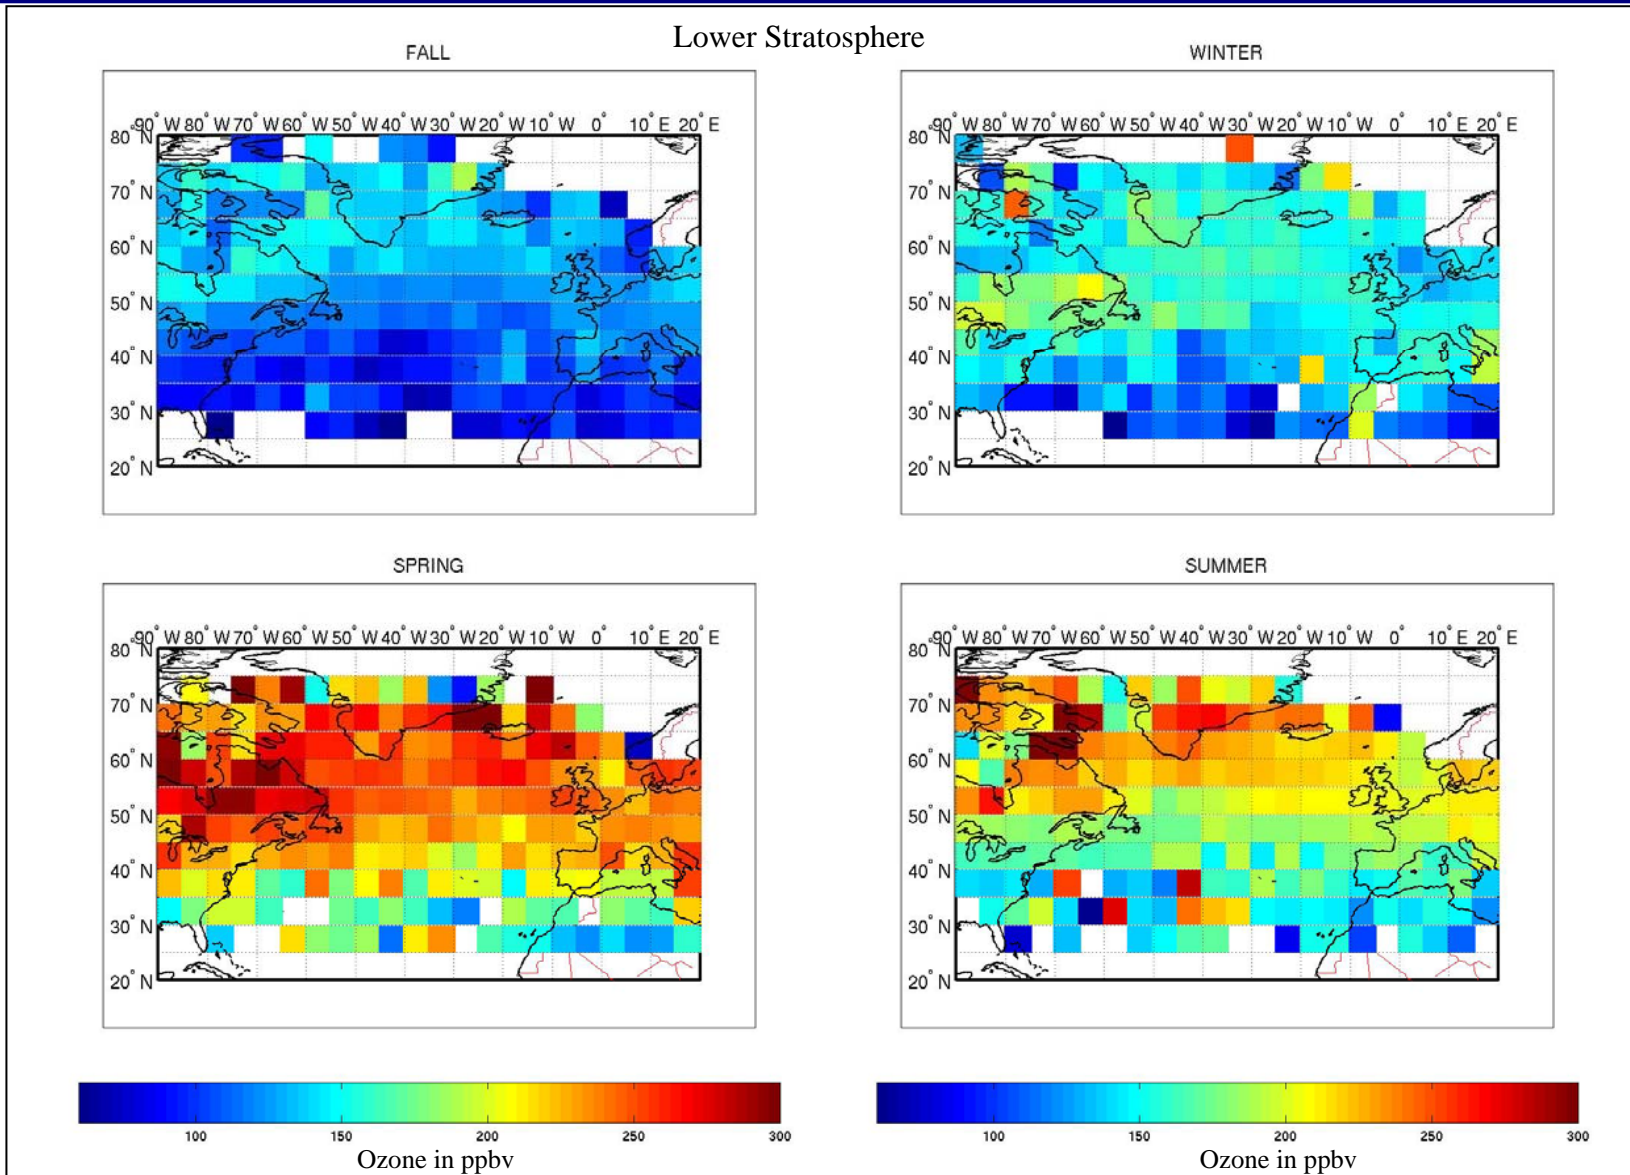 Lower Stratosphere
FALL
90° W 80° W 70° W 60° W 50° W 40° W 30° W 20° W 10° W 0° 10° E 20° E
80° N
70° N
60° N
50° N
40° N
30° N
20° N
WINTER
90° W 80° W 70° W 60° W 50° W 40° W 30° W 20° W 10° W 0° 10° E 20° E
80° N
70° N
60° N
50° N
40° N
30° N
20° N
SPRING
90° W 80° W 70° W 60° W 50° W 40° W 30° W 20° W 10° W 0° 10° E 20° E
80° N
70° N
60° N
50° N
40° N
30° N
20° N
SUMMER
90° W 80° W 70° W 60° W 50° W 40° W 30° W 20° W 10° W 0° 10° E 20° E
80° N
70° N
60° N
50° N
40° N
30° N
20° N
100 150 200 250 300
Ozone in ppbv
100 150 200 250 300
Ozone in ppbv